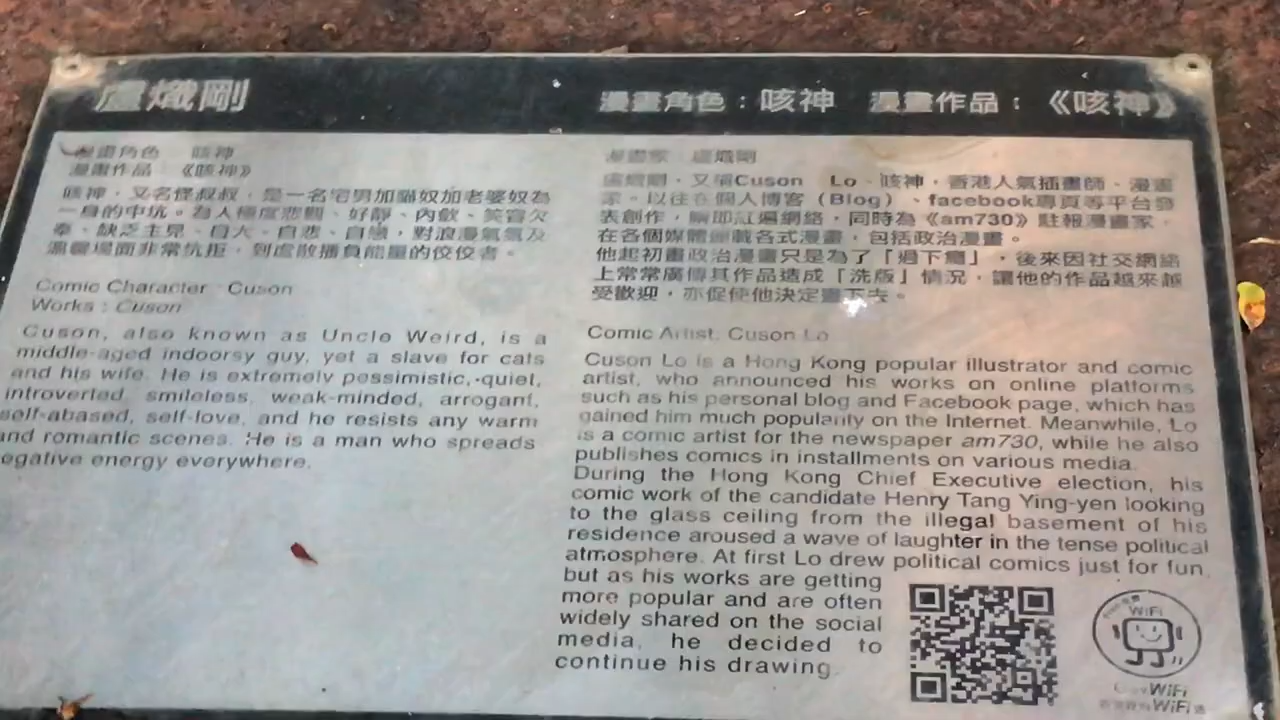 盧熾剛
漫畫角色：咳神 漫畫作品：《咳神》
漫畫角色 咳神
漫畫作品：《咳神》
咳神，又名怪叔叔，是一名宅男加貓奴加老婆奴為
一身的中坑。為人極度悲觀、好靜、內歛、笑容欠
奉、缺乏主見、自大、自悲、自戀，對浪漫氣氛及
溫馨場面非常抗拒，到處散播負能量的佼佼者。
Comic Character : Cuson
Works : Cuson
Cuson, also known as Uncle Weird, is a
middle-aged indoorsy guy, yet a slave for cats
and his wife. He is extremely pessimistic, quiet,
introverted, smileless, weak-minded, arrogant,
self-abased, self-love, and he resists any warm
and romantic scenes. He is a man who spreads
egative energy everywhere.
漫畫家：盧熾剛
盧熾剛，又稱Cuson Lo、咳神，香港人氣插畫師、漫畫
家。以往在個人博客（Blog）、facebook專頁等平台發
表創作，瞬即紅遍網絡，同時為《am730》駐報漫畫家，
在各個媒體連載各式漫畫，包括政治漫畫。
他起初畫政治漫畫只是為了「過下癮」，後來因社交網絡
上常常廣傳其作品造成「洗版」情況，讓他的作品越來越
受歡迎，亦促使他決定畫下去。
Comic Artist: Cuson Lo
Cuson Lo is a Hong Kong popular illustrator and comic
artist, who announced his works on online platforms
such as his personal blog and Facebook page, which has
gained him much popularity on the Internet. Meanwhile, Lo
is a comic artist for the newspaper am730, while he also
publishes comics in installments on various media.
During the Hong Kong Chief Executive election, his
comic work of the candidate Henry Tang Ying-yen looking
to the glass ceiling from the illegal basement of his
residence aroused a wave of laughter in the tense political
atmosphere. At first Lo drew political comics just for fun,
but as his works are getting
more popular and are often
widely shared on the social
media, he decided to
continue his drawing.
WiFi
WiFi
WiFi